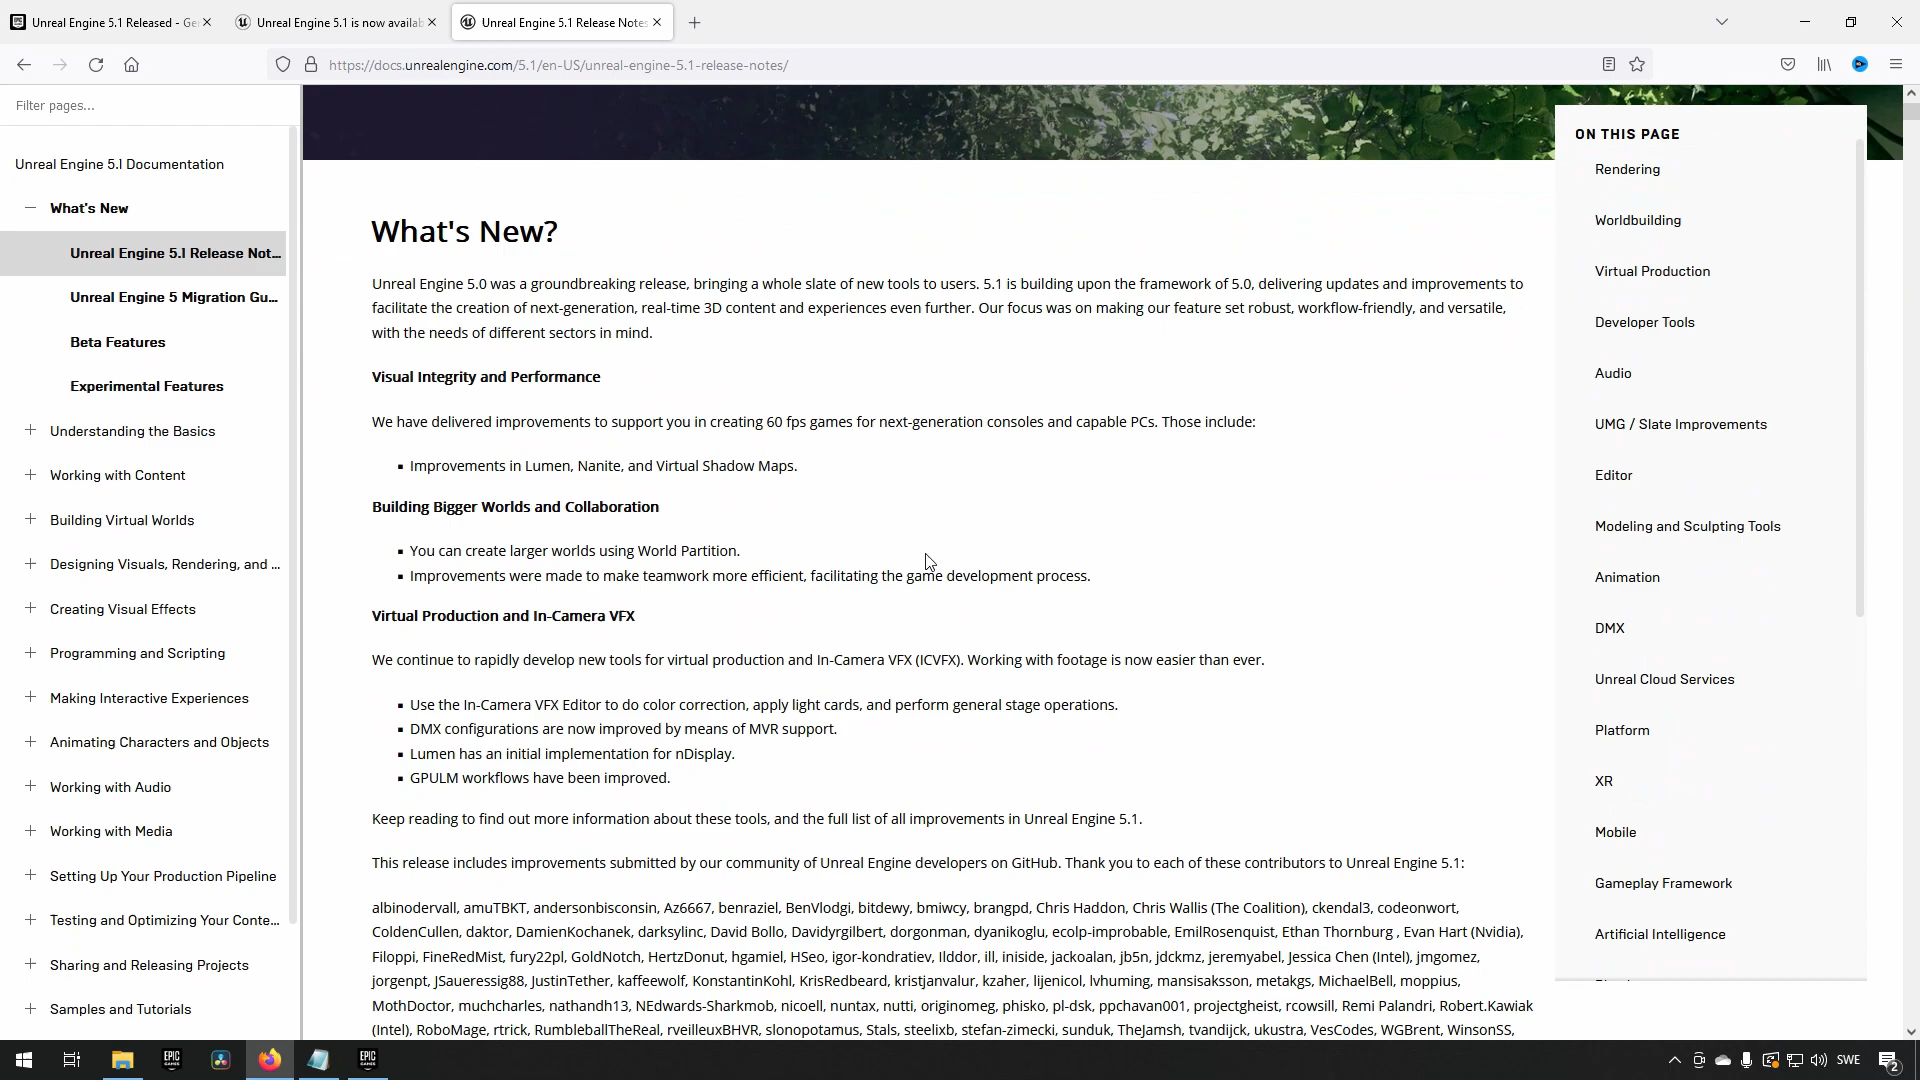 Unreal Engine 5.1 Released - Ge
Unreal Engine 5.1 is now availab
Unreal Engine 5.1 Release Notes
https://docs.unrealengine.com/5.1/en-US/unreal-engine-5.1-release-notes/
Filter pages...
Unreal Engine 5.1 Documentation
What's New
Unreal Engine 5.1 Release Not...
Unreal Engine 5 Migration Gu...
Beta Features
Experimental Features
Understanding the Basics
Working with Content
Building Virtual Worlds
Designing Visuals, Rendering, and ...
Creating Visual Effects
Programming and Scripting
Making Interactive Experiences
Animating Characters and Objects
Working with Audio
Working with Media
Setting Up Your Production Pipeline
Testing and Optimizing Your Conte...
Sharing and Releasing Projects
Samples and Tutorials
What's New?
Unreal Engine 5.0 was a groundbreaking release, bringing a whole slate of new tools to users. 5.1 is building upon the framework of 5.0, delivering updates and improvements to
facilitate the creation of next-generation, real-time 3D content and experiences even further. Our focus was on making our feature set robust, workflow-friendly, and versatile,
with the needs of different sectors in mind.
Visual Integrity and Performance
We have delivered improvements to support you in creating 60 fps games for next-generation consoles and capable PCs. Those include:
▪ Improvements in Lumen, Nanite, and Virtual Shadow Maps.
Building Bigger Worlds and Collaboration
▪ You can create larger worlds using World Partition.
▪ Improvements were made to make teamwork more efficient, facilitating the game development process.
Virtual Production and In-Camera VFX
We continue to rapidly develop new tools for virtual production and In-Camera VFX (ICVFX). Working with footage is now easier than ever.
▪ Use the In-Camera VFX Editor to do color correction, apply light cards, and perform general stage operations.
▪ DMX configurations are now improved by means of MVR support.
▪ Lumen has an initial implementation for nDisplay.
▪ GPULM workflows have been improved.
Keep reading to find out more information about these tools, and the full list of all improvements in Unreal Engine 5.1.
This release includes improvements submitted by our community of Unreal Engine developers on GitHub. Thank you to each of these contributors to Unreal Engine 5.1:
albinodervall, amuTBKT, andersonbisconsin, Az6667, benraziel, BenVlodgi, bitdewy, bmiwcy, brangpd, Chris Haddon, Chris Wallis (The Coalition), ckendal3, codeonwort,
ColdenCullen, daktor, DamienKochanek, darksylinc, David Bollo, Davidyrgilbert, dorgonman, dyanikoglu, ecolp-improbable, EmilRosenquist, Ethan Thornburg , Evan Hart (Nvidia),
Filoppi, FineRedMist, fury22pl, GoldNotch, HertzDonut, hgamiel, HSeo, igor-kondratiev, Ilddor, ill, iniside, jackoalan, jb5n, jdckmz, jeremyabel, Jessica Chen (Intel), jmgomez,
jorgenpt, JSaueressig88, JustinTether, kaffeewolf, KonstantinKohl, KrisRedbeard, kristjanvalur, kzaher, lijenicol, lvhuming, mansisaksson, metakgs, MichaelBell, moppius,
MothDoctor, muchcharles, nathandh13, NEdwards-Sharkmob, nicoell, nuntax, nutti, originomeg, phisko, pl-dsk, ppchavan001, projectgheist, rcowsill, Remi Palandri, Robert.Kawiak
(Intel), RoboMage, rtrick, RumbleballTheReal, rveilleuxBHVR, slonopotamus, Stals, steelixb, stefan-zimecki, sunduk, TheJamsh, tvandijck, ukustra, VesCodes, WGBrent, WinsonSS,
ON THIS PAGE
Rendering
Worldbuilding
Virtual Production
Developer Tools
Audio
UMG / Slate Improvements
Editor
Modeling and Sculpting Tools
Animation
DMX
Unreal Cloud Services
Platform
XR
Mobile
Gameplay Framework
Artificial Intelligence
EPIC
GAMES
EPIC
GAMES
SWE
2